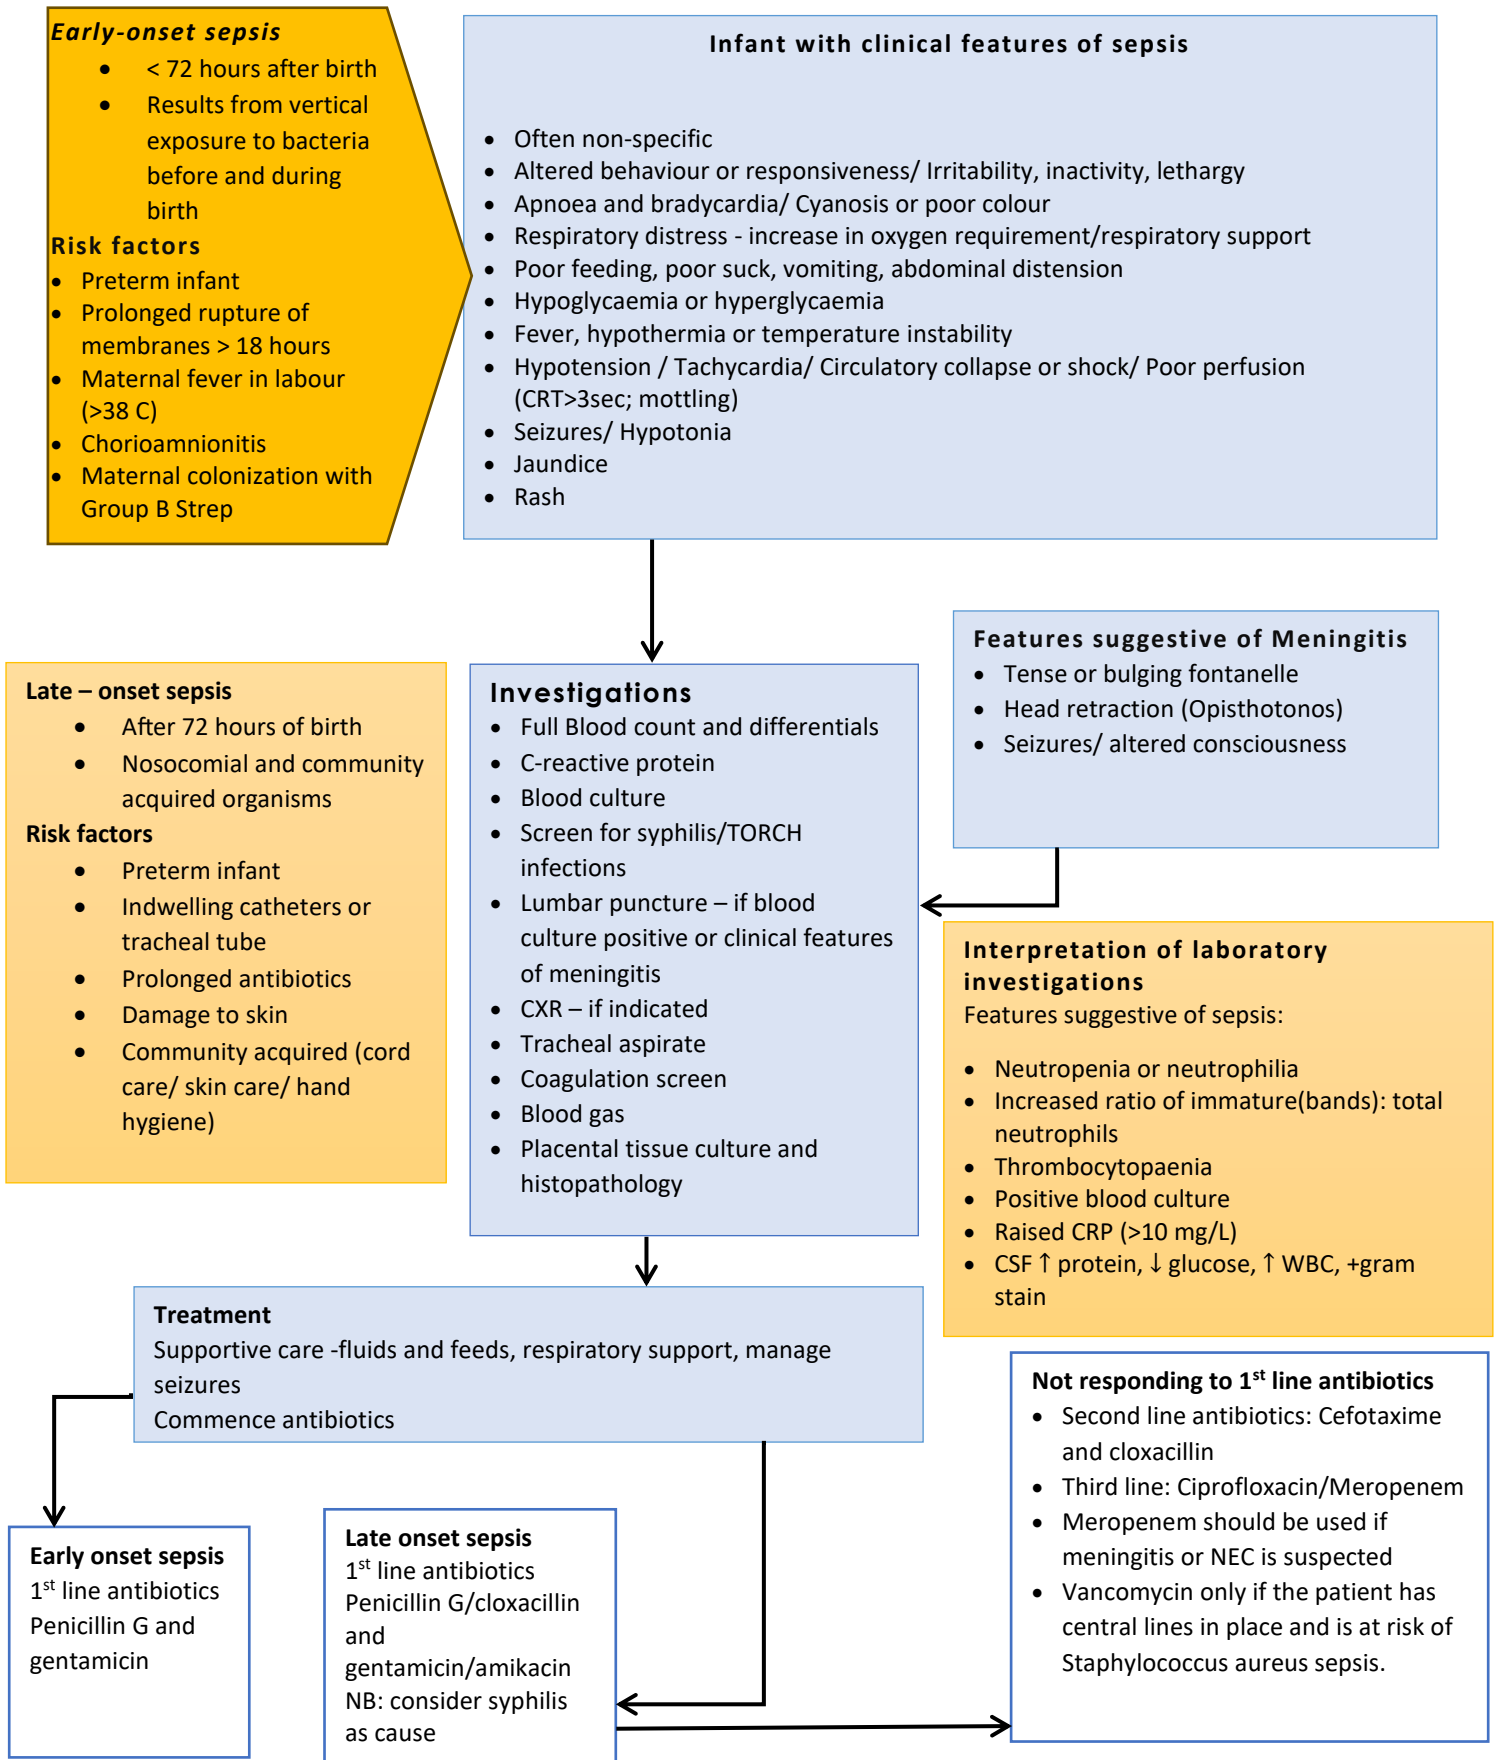 Early-onset sepsis
• < 72 hours after birth
• Results from vertical
exposure to bacteria
before and during
birth
Risk factors
• Preterm infant
• Prolonged rupture of
membranes > 18 hours
• Maternal fever in labour
(>38 C)
• Chorioamnionitis
• Maternal colonization with
Group B Strep
Infant with clinical features of sepsis
• Often non-specific
• Altered behaviour or responsiveness/ Irritability, inactivity, lethargy
• Apnoea and bradycardia/ Cyanosis or poor colour
• Respiratory distress - increase in oxygen requirement/respiratory support
• Poor feeding, poor suck, vomiting, abdominal distension
• Hypoglycaemia or hyperglycaemia
• Fever, hypothermia or temperature instability
• Hypotension / Tachycardia/ Circulatory collapse or shock/ Poor perfusion
(CRT>3sec; mottling)
• Seizures/ Hypotonia
• Jaundice
• Rash
Features suggestive of Meningitis
• Tense or bulging fontanelle
• Head retraction (Opisthotonos)
• Seizures/ altered consciousness
Late – onset sepsis
• After 72 hours of birth
• Nosocomial and community
acquired organisms
Risk factors
• Preterm infant
• Indwelling catheters or
tracheal tube
• Prolonged antibiotics
• Damage to skin
• Community acquired (cord
care/ skin care/ hand
hygiene)
Investigations
• Full Blood count and differentials
• C-reactive protein
• Blood culture
• Screen for syphilis/TORCH
infections
• Lumbar puncture – if blood
culture positive or clinical features
of meningitis
• CXR – if indicated
• Tracheal aspirate
• Coagulation screen
• Blood gas
• Placental tissue culture and
histopathology
Interpretation of laboratory
investigations
Features suggestive of sepsis:
• Neutropenia or neutrophilia
• Increased ratio of immature(bands): total
neutrophils
• Thrombocytopaenia
• Positive blood culture
• Raised CRP (>10 mg/L)
• CSF ↑ protein, ↓ glucose, ↑ WBC, +gram
stain
Treatment
Supportive care -fluids and feeds, respiratory support, manage
seizures
Commence antibiotics
Early onset sepsis
1st line antibiotics
Penicillin G and
gentamicin
Late onset sepsis
1st line antibiotics
Penicillin G/cloxacillin
and
gentamicin/amikacin
NB: consider syphilis
as cause
Not responding to 1st line antibiotics
• Second line antibiotics: Cefotaxime
and cloxacillin
• Third line: Ciprofloxacin/Meropenem
• Meropenem should be used if
meningitis or NEC is suspected
• Vancomycin only if the patient has
central lines in place and is at risk of
Staphylococcus aureus sepsis.